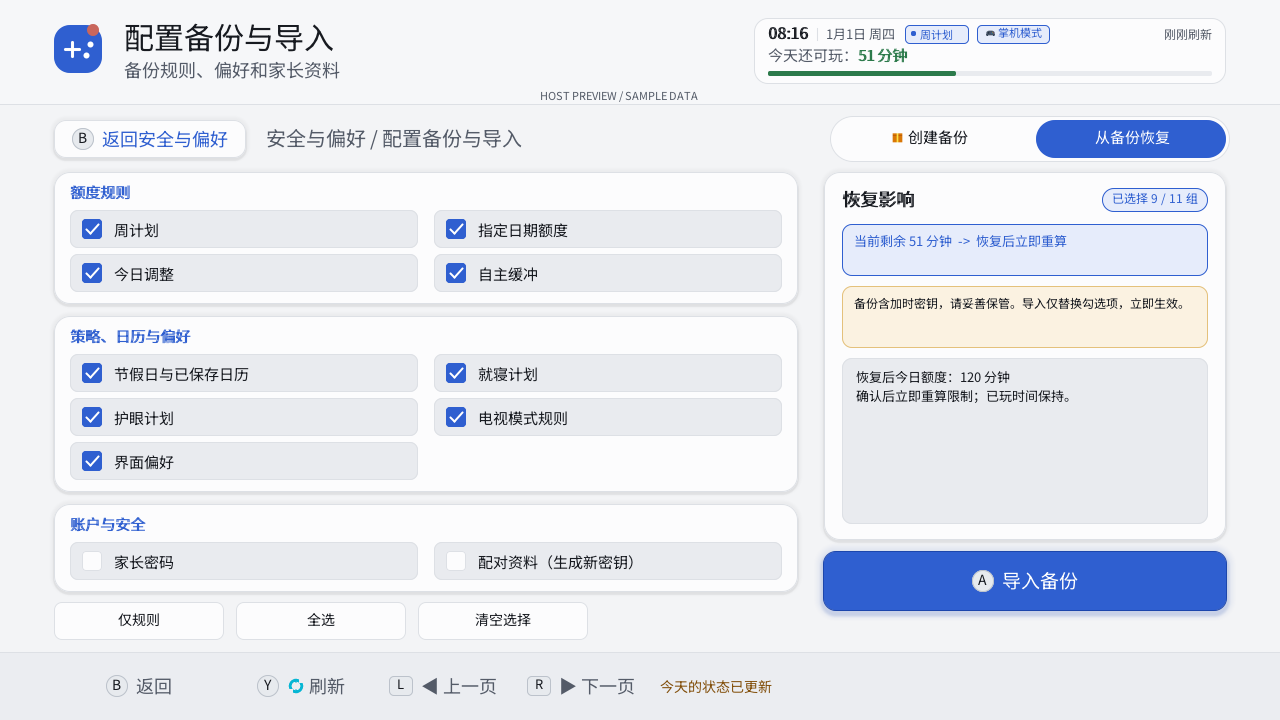 配置备份与导入
备份规则、偏好和家长资料
08:16 1月1日 周四 周计划 掌机模式 刚刚刷新
今天还可玩：51 分钟
HOST PREVIEW / SAMPLE DATA
B 返回安全与偏好 安全与偏好 / 配置备份与导入 创建备份 从备份恢复
额度规则
周计划 指定日期额度
今日调整 自主缓冲
策略、日历与偏好
节假日与已保存日历 就寝计划
护眼计划 电视模式规则
界面偏好
账户与安全
家长密码 配对资料（生成新密钥）
仅规则 全选 清空选择
恢复影响 已选择 9 / 11 组
当前剩余 51 分钟 -> 恢复后立即重算
备份含加时密钥，请妥善保管。导入仅替换勾选项，立即生效。
恢复后今日额度：120 分钟
确认后立即重算限制；已玩时间保持。
A 导入备份
B 返回 Y 刷新 L ◀ 上一页 R ▶ 下一页 今天的状态已更新